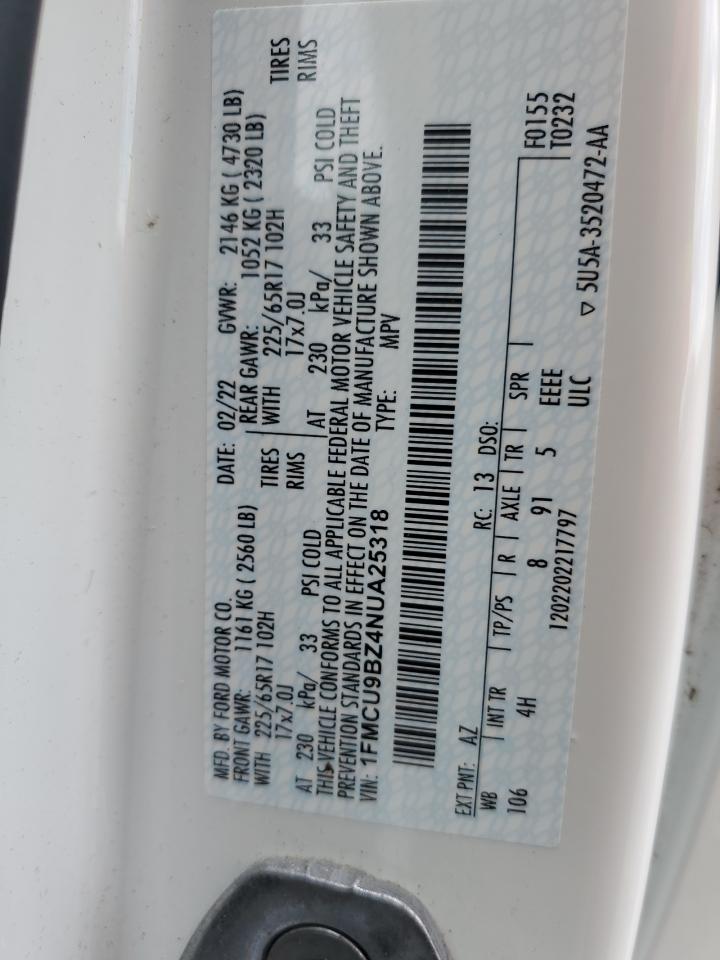 MFD. BY FORD MOTOR CO.
DATE: 02/22 GVWR: 2146 KG ( 4730 LB)
FRONT GAWR: 1161 KG ( 2560 LB) REAR GAWR: 1052 KG ( 2320 LB)
WITH 225/65R17 102H TIRES WITH 225/65R17 102H TIRES
17x7.0J RIMS 17x7.0J RIMS
AT 230 kPa/ 33 PSI COLD AT 230 kPa/ 33 PSI COLD
THIS VEHICLE CONFORMS TO ALL APPLICABLE FEDERAL MOTOR VEHICLE SAFETY AND THEFT
PREVENTION STANDARDS IN EFFECT ON THE DATE OF MANUFACTURE SHOWN ABOVE.
VIN: 1FMCU9BZ4NUA25318 TYPE: MPV
EXT PNT: AZ RC: 13 DSO: F0155
WB INT TR TP/PS R AXLE TR SPR T0232
106 4H 8 91 5 EEEE
1202202217797 ULC
▽ 5U5A-3520472-AA